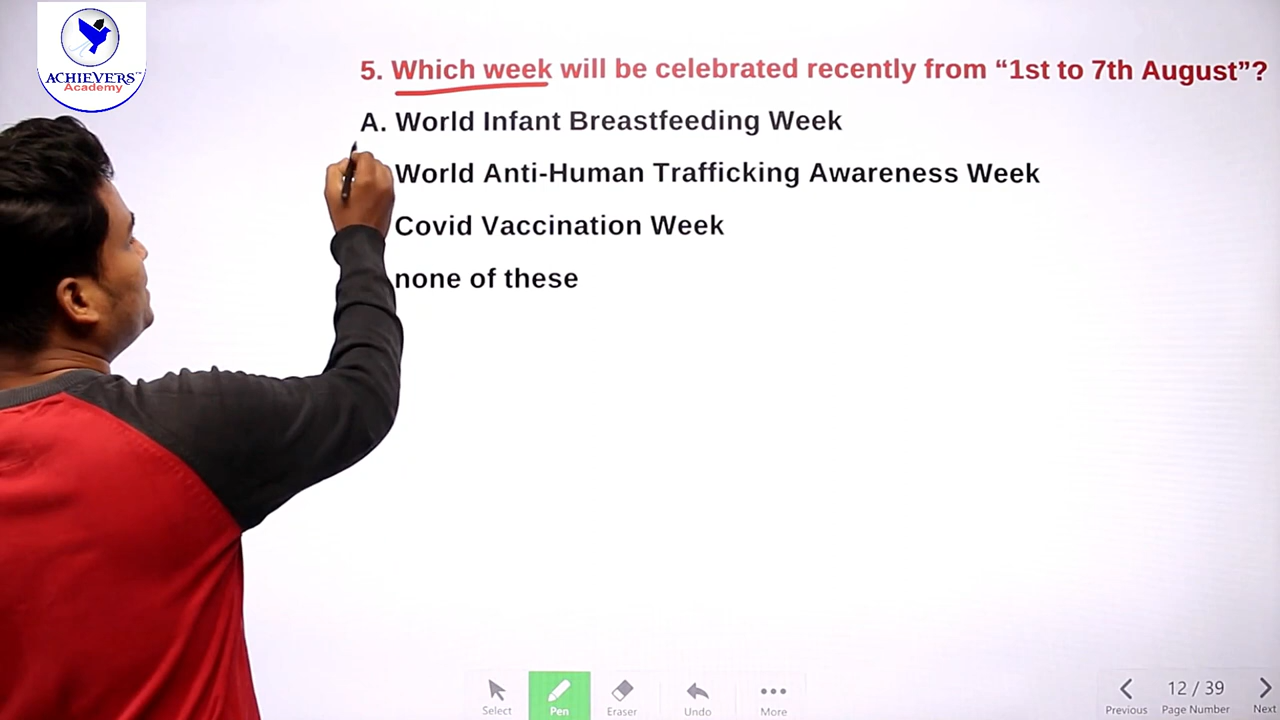 ACHIEVERS™
Academy
5. Which week will be celebrated recently from “1st to 7th August”?
A. World Infant Breastfeeding Week
World Anti-Human Trafficking Awareness Week
Covid Vaccination Week
none of these
Select
Pen
Eraser
Undo
More
12 / 39
Previous
Page Number
Next